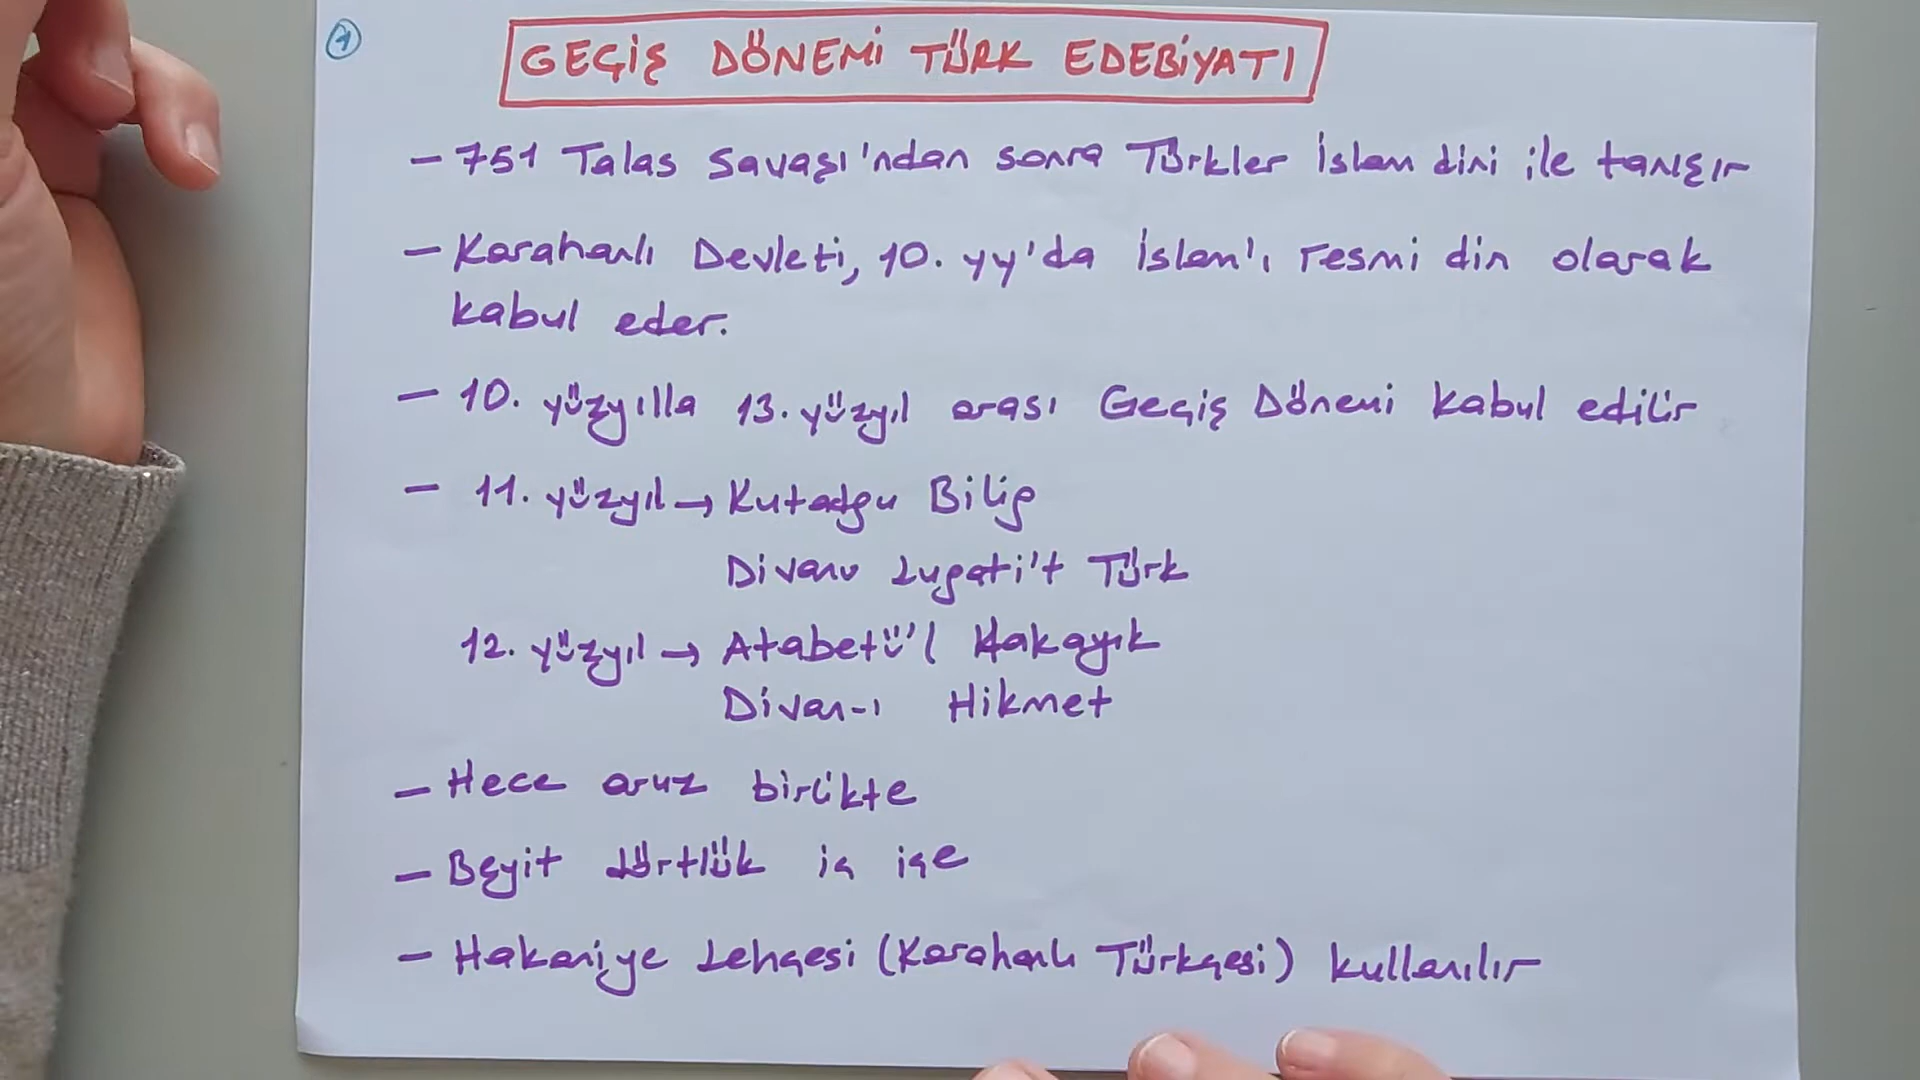 1
GEÇİŞ DÖNEMİ TÜRK EDEBİYATI
- 751 Talas Savaşı'ndan sonra Türkler İslam dini ile tanışır
- Karahanlı Devleti, 10. yy'da İslam'ı resmi din olarak
kabul eder.
- 10. yüzyılla 13. yüzyıl arası Geçiş Dönemi kabul edilir
- 11. yüzyıl → Kutadgu Bilig
Divanu Lugati't Türk
12. yüzyıl → Atabetü'l Hakayık
Divan-ı Hikmet
- Hece aruz birlikte
- Beyit dörtlük iç içe
- Hakaniye Lehçesi (Karahanlı Türkçesi) kullanılır